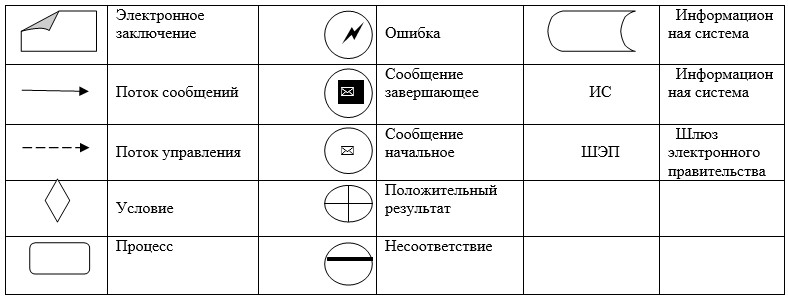 Электронное
заключение
Ошибка
Информацион
ная система
Поток сообщений
Сообщение
завершающее
ИС
Информацион
ная система
Поток управления
Сообщение
начальное
ШЭП
Шлюз
электронного
правительства
Условие
Положительный
результат
Процесс
Несоответствие